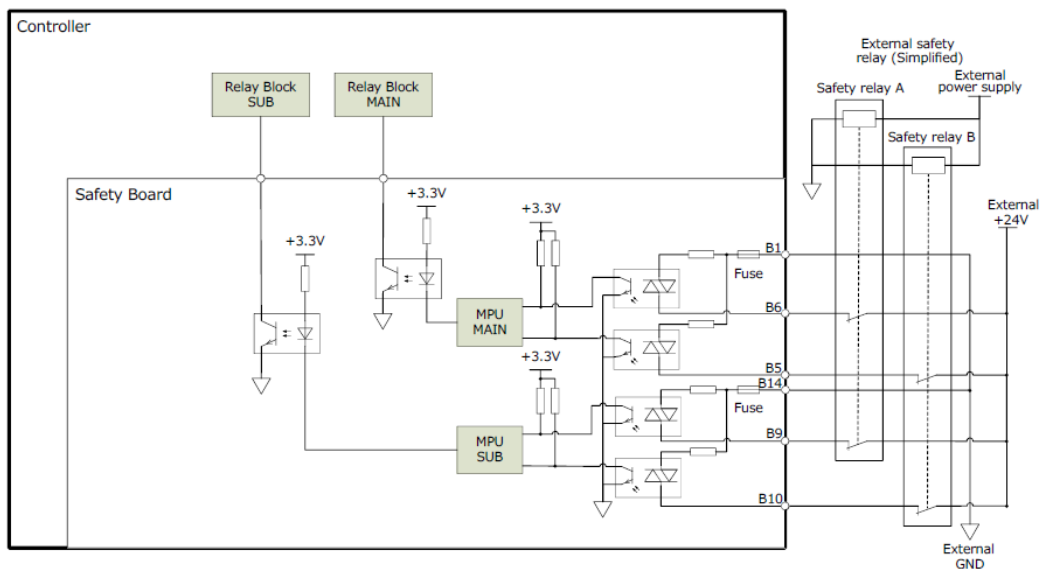 Controller
External safety
relay (Simplified)
External
power supply
Relay Block
SUB
Relay Block
MAIN
Safety relay A
Safety relay B
Safety Board
+3.3V
+3.3V
+3.3V
External
+24V
B1
Fuse
MPU
MAIN
B6
+3.3V
B5
B14
Fuse
MPU
SUB
B9
B10
External
GND